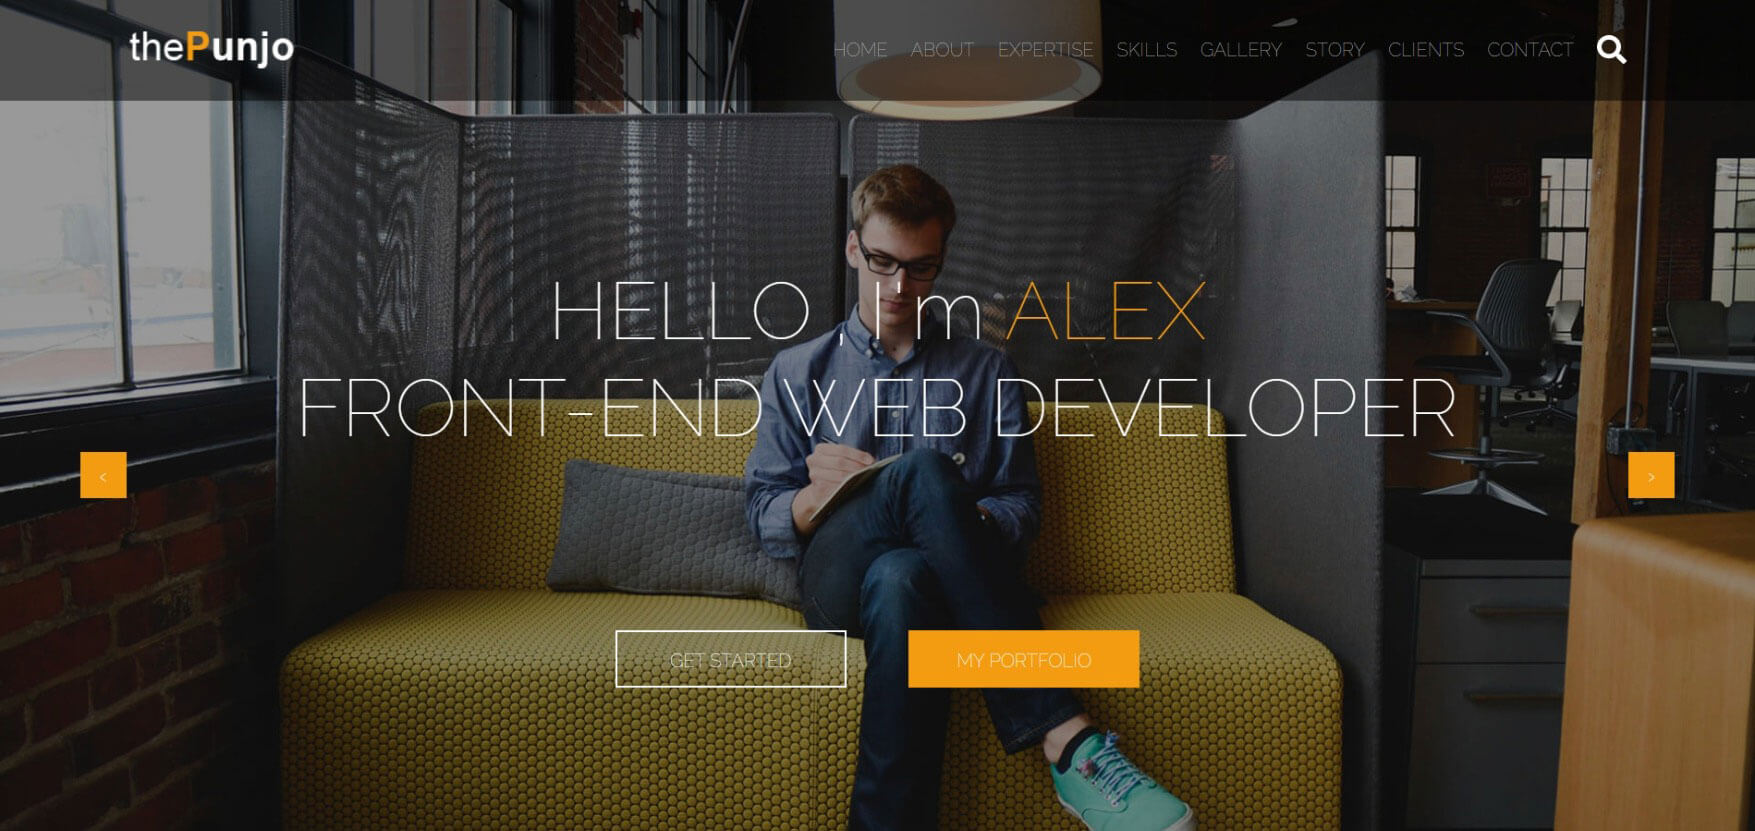 thePunjo
HOME ABOUT EXPERTISE SKILLS GALLERY STORY CLIENTS CONTACT
HELLO , I'm ALEX
FRONT-END WEB DEVELOPER
< >
GET STARTED MY PORTFOLIO